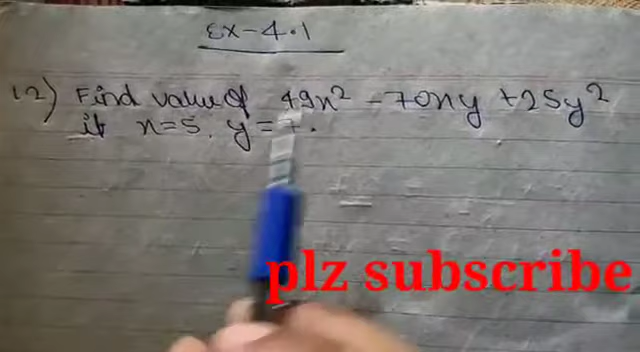 Ex-4.1
12) Find value of 49x² - 70xy + 25y²
if x=5, y=7.
plz subscribe